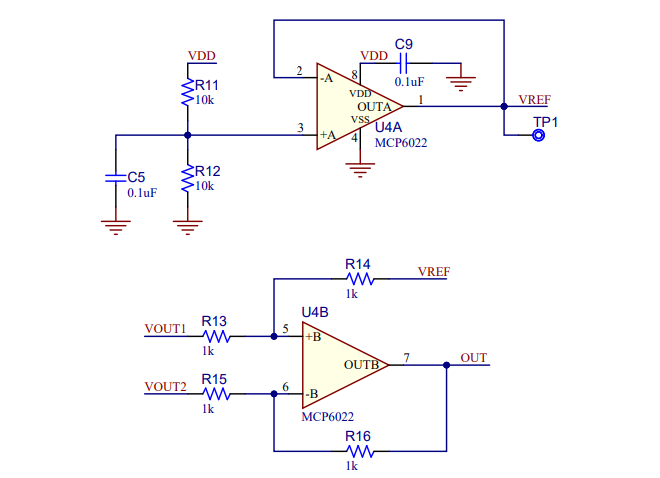 VDD
R11
10k
C5
0.1uF
R12
10k
2
3
-A
+A
VDD
8
VDD
OUTA
VSS
4
1
U4A
MCP6022
C9
0.1uF
VREF
TP1
R14
1k
VREF
VOUT1
R13
1k
VOUT2
R15
1k
U4B
5
+B
6
-B
OUTB
7
OUT
MCP6022
R16
1k